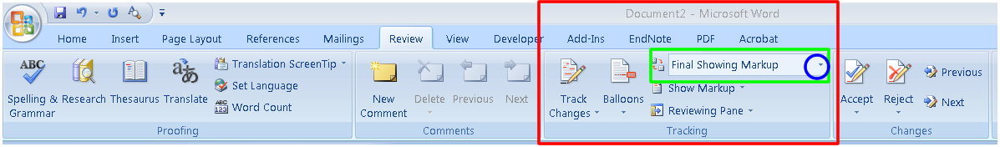 Document2 - Microsoft Word
Home Insert Page Layout References Mailings Review View Developer Add-Ins EndNote PDF Acrobat
ABC Translation ScreenTip Final Showing Markup
Set Language Show Markup Previous
Spelling & Grammar Research Thesaurus Translate ABC 123 Word Count New Comment Delete Previous Next Track Changes Balloons Reviewing Pane Accept Reject Next
Proofing Comments Tracking Changes